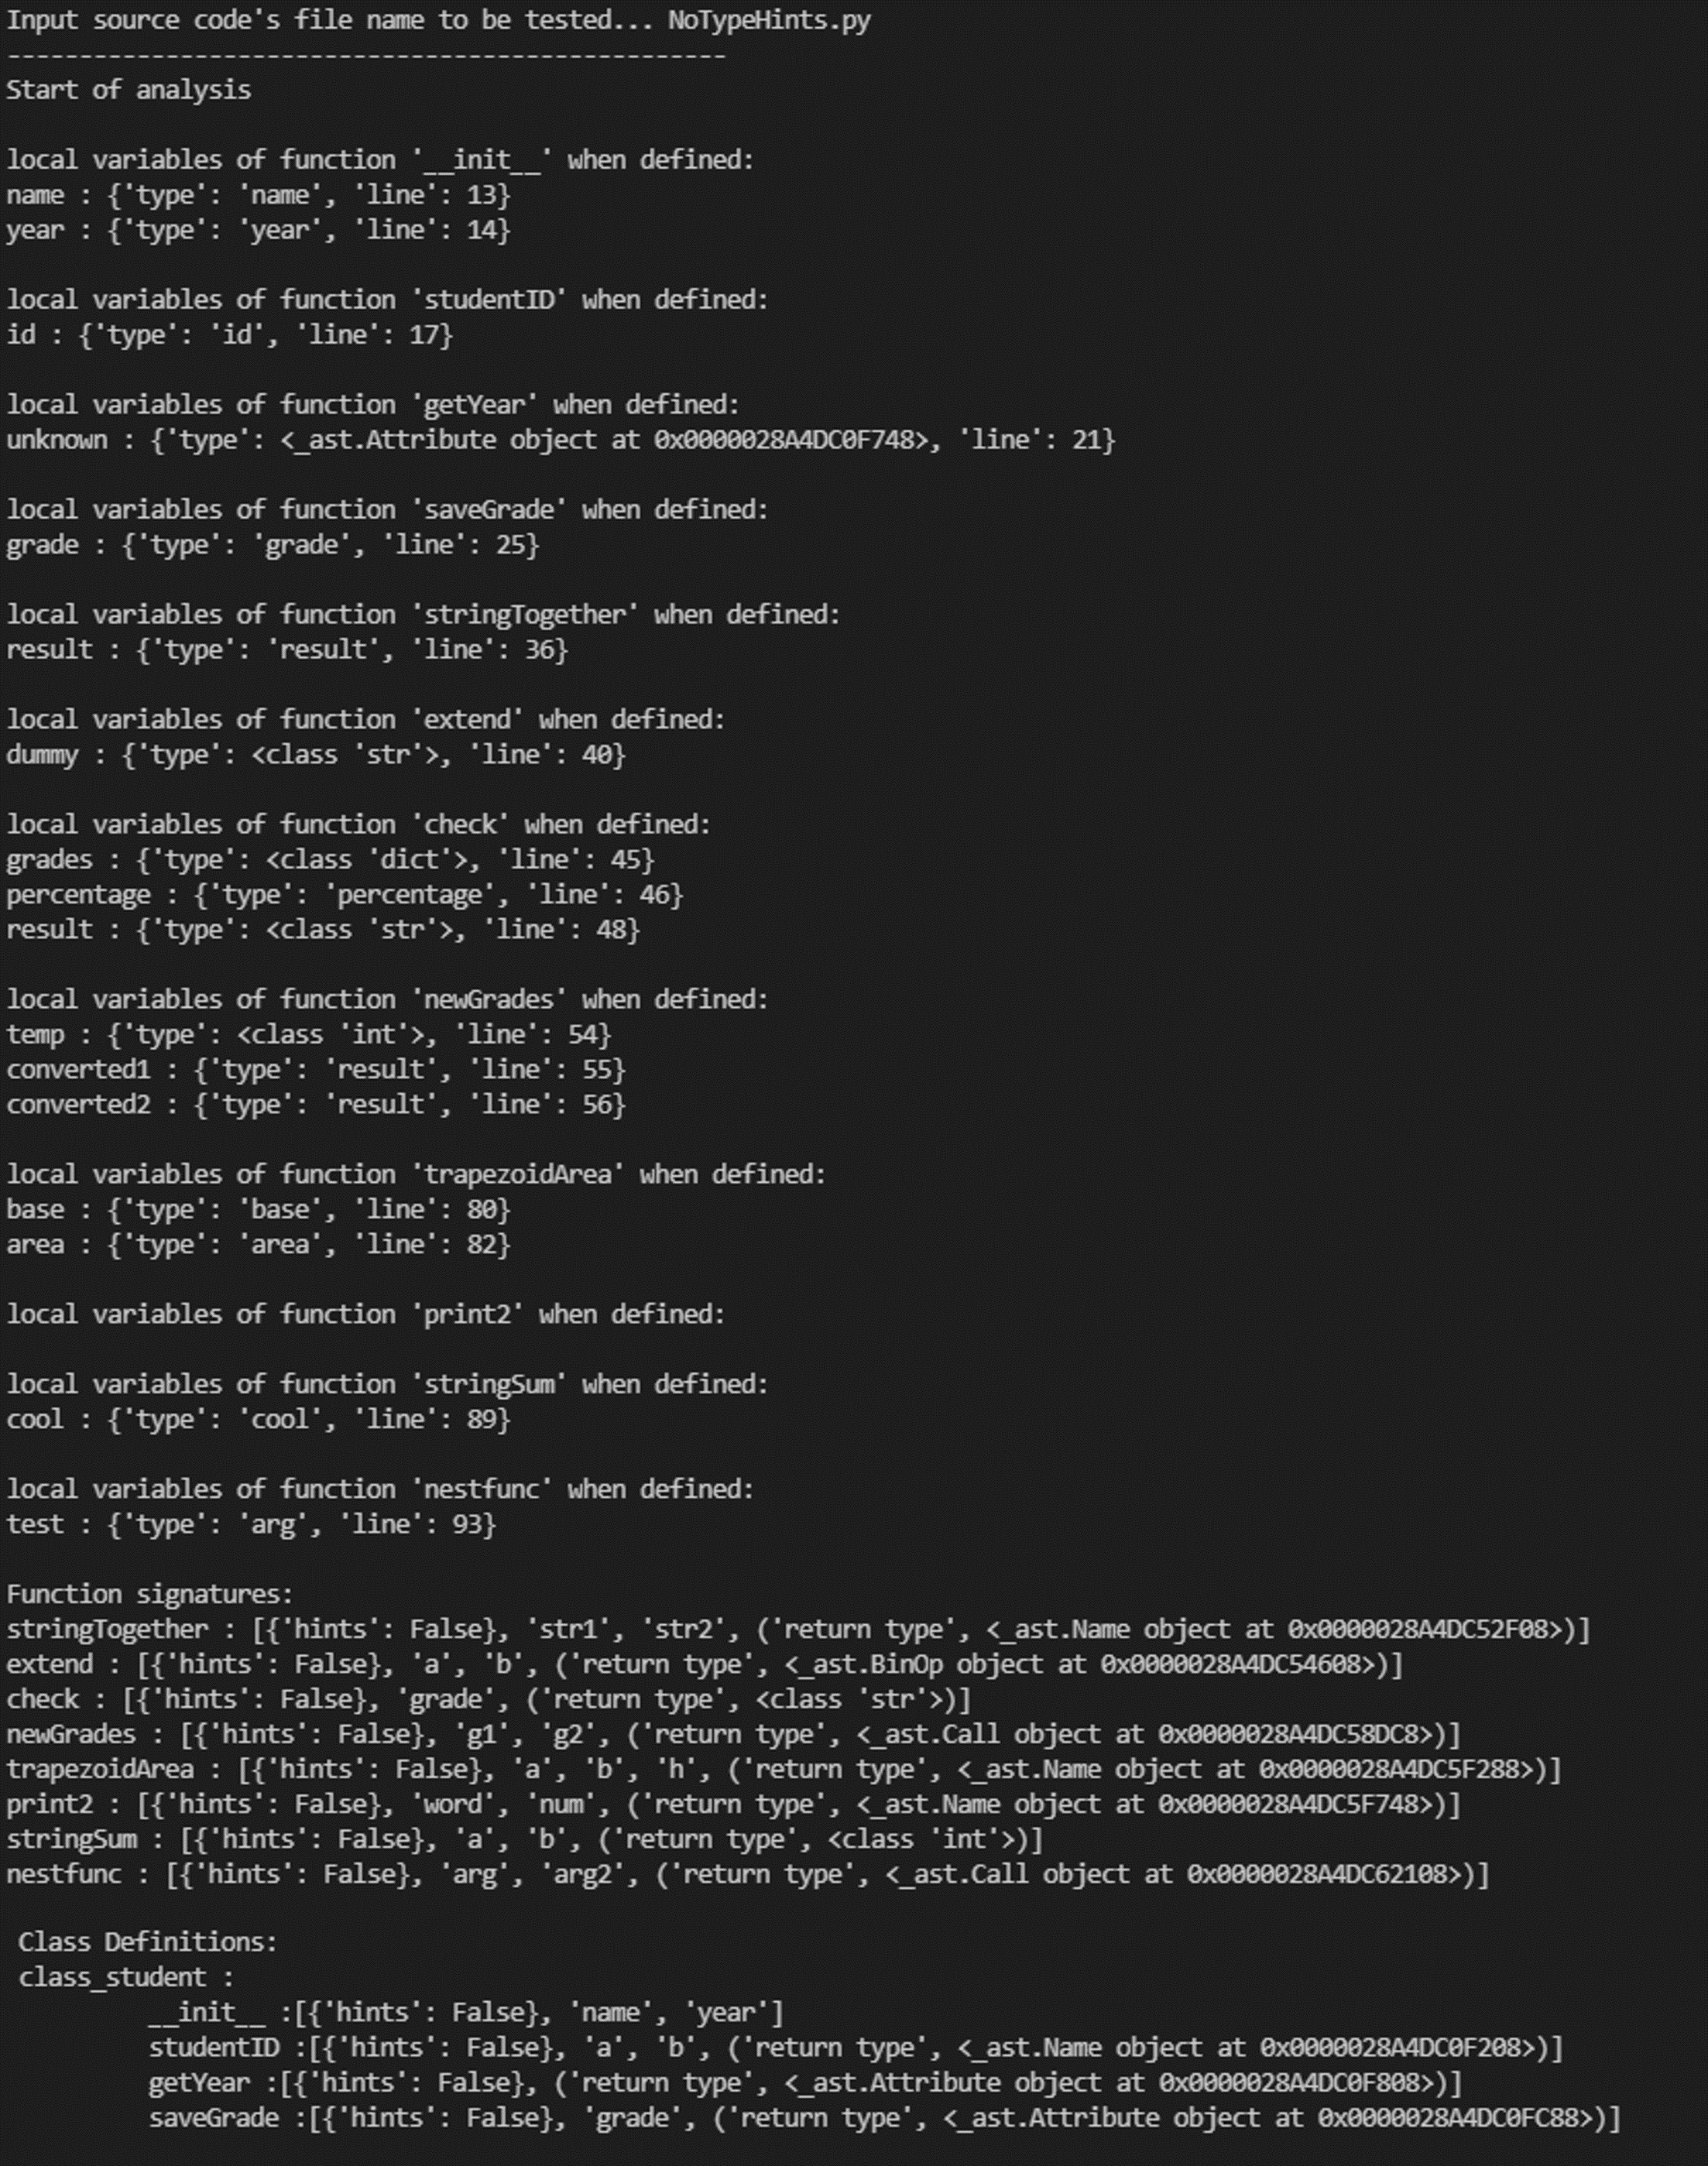 Input source code's file name to be tested... NoTypeHints.py
--------------------------------------------------
Start of analysis
local variables of function '__init__' when defined:
name : {'type': 'name', 'line': 13}
year : {'type': 'year', 'line': 14}
local variables of function 'studentID' when defined:
id : {'type': 'id', 'line': 17}
local variables of function 'getYear' when defined:
unknown : {'type': <_ast.Attribute object at 0x0000028A4DC0F748>, 'line': 21}
local variables of function 'saveGrade' when defined:
grade : {'type': 'grade', 'line': 25}
local variables of function 'stringTogether' when defined:
result : {'type': 'result', 'line': 36}
local variables of function 'extend' when defined:
dummy : {'type': <class 'str'>, 'line': 40}
local variables of function 'check' when defined:
grades : {'type': <class 'dict'>, 'line': 45}
percentage : {'type': 'percentage', 'line': 46}
result : {'type': <class 'str'>, 'line': 48}
local variables of function 'newGrades' when defined:
temp : {'type': <class 'int'>, 'line': 54}
converted1 : {'type': 'result', 'line': 55}
converted2 : {'type': 'result', 'line': 56}
local variables of function 'trapezoidArea' when defined:
base : {'type': 'base', 'line': 80}
area : {'type': 'area', 'line': 82}
local variables of function 'print2' when defined:
local variables of function 'stringSum' when defined:
cool : {'type': 'cool', 'line': 89}
local variables of function 'nestfunc' when defined:
test : {'type': 'arg', 'line': 93}
Function signatures:
stringTogether : [{'hints': False}, 'str1', 'str2', ('return type', <_ast.Name object at 0x0000028A4DC52F08>)]
extend : [{'hints': False}, 'a', 'b', ('return type', <_ast.BinOp object at 0x0000028A4DC54608>)]
check : [{'hints': False}, 'grade', ('return type', <class 'str'>)]
newGrades : [{'hints': False}, 'g1', 'g2', ('return type', <_ast.Call object at 0x0000028A4DC58DC8>)]
trapezoidArea : [{'hints': False}, 'a', 'b', 'h', ('return type', <_ast.Name object at 0x0000028A4DC5F288>)]
print2 : [{'hints': False}, 'word', 'num', ('return type', <_ast.Name object at 0x0000028A4DC5F748>)]
stringSum : [{'hints': False}, 'a', 'b', ('return type', <class 'int'>)]
nestfunc : [{'hints': False}, 'arg', 'arg2', ('return type', <_ast.Call object at 0x0000028A4DC62108>)]
Class Definitions:
class_student :
__init__ :[{'hints': False}, 'name', 'year']
studentID :[{'hints': False}, 'a', 'b', ('return type', <_ast.Name object at 0x0000028A4DC0F208>)]
getYear :[{'hints': False}, ('return type', <_ast.Attribute object at 0x0000028A4DC0F808>)]
saveGrade :[{'hints': False}, 'grade', ('return type', <_ast.Attribute object at 0x0000028A4DC0FC88>)]